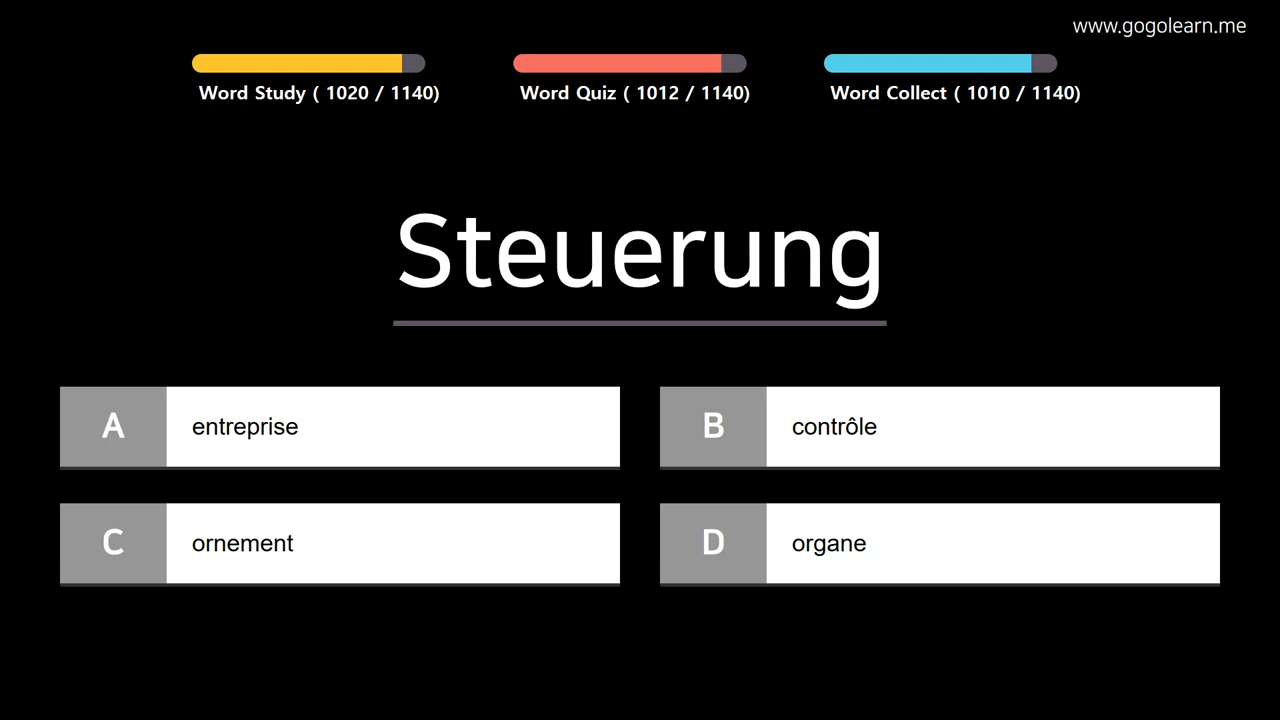 www.gogolearn.me
Word Study ( 1020 / 1140)
Word Quiz ( 1012 / 1140)
Word Collect ( 1010 / 1140)
Steuerung
A entreprise
B contrôle
C ornement
D organe